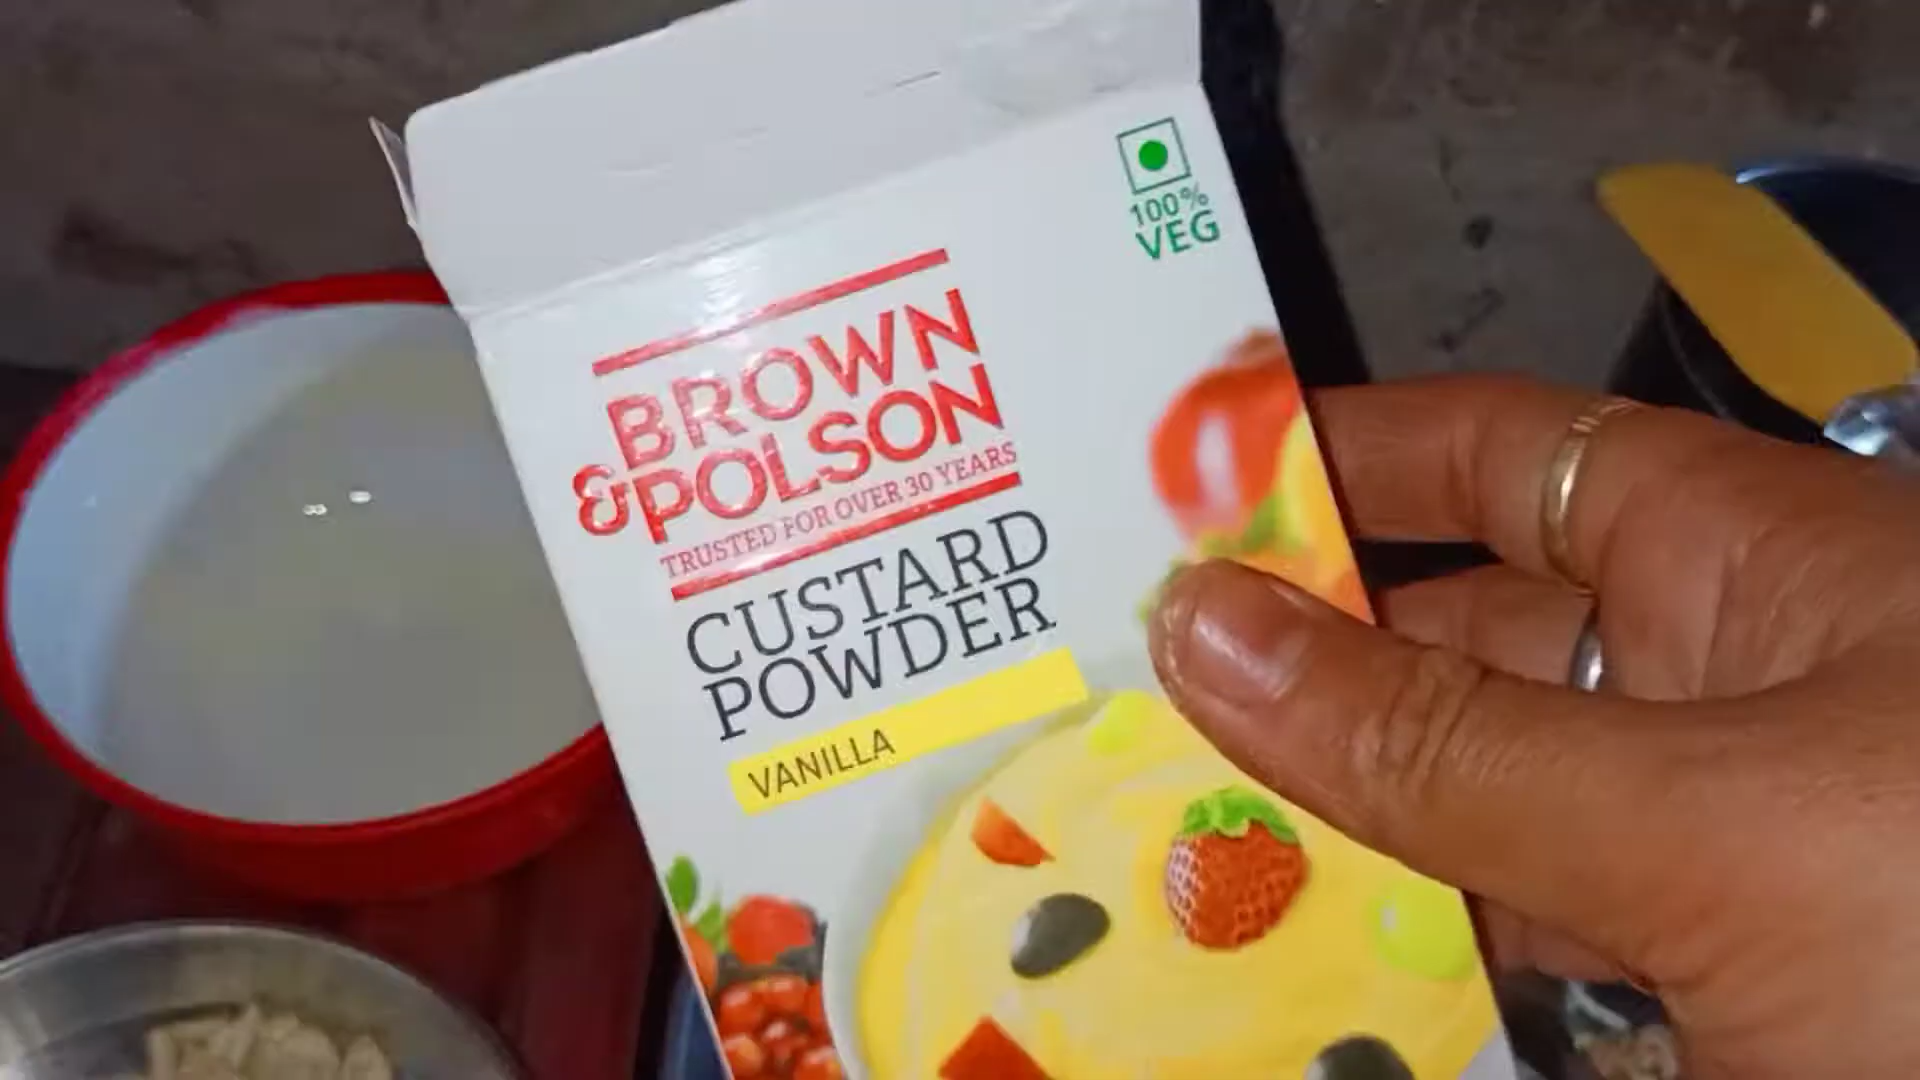 100%
VEG
BROWN
&POLSON
TRUSTED FOR OVER 30 YEARS
CUSTARD
POWDER
VANILLA